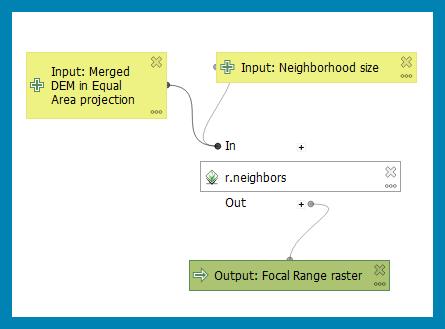 Input: Merged
DEM in Equal
Area projection
Input: Neighborhood size
In +
r.neighbors
Out +
Output: Focal Range raster